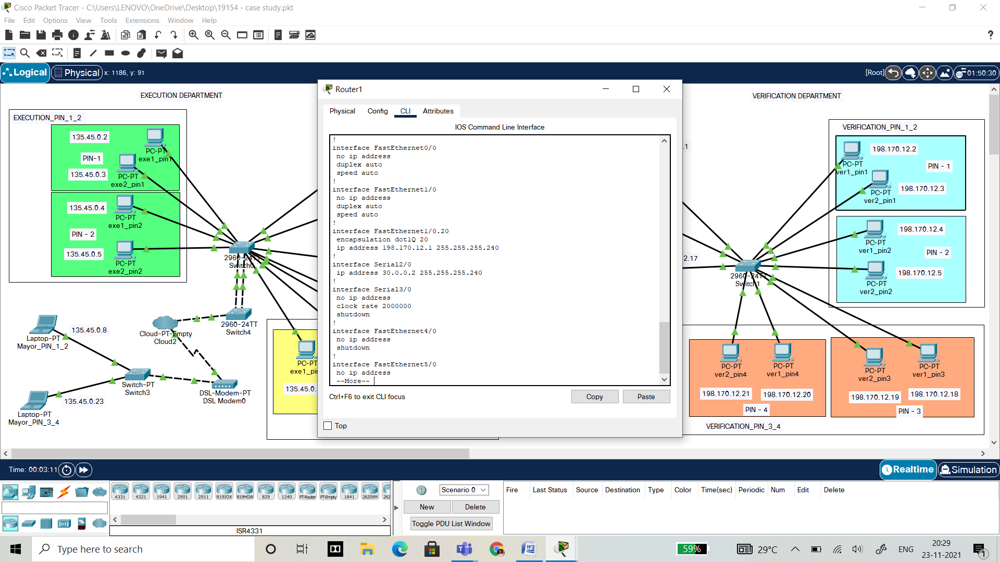 Cisco Packet Tracer - C:\Users\LENOVO\OneDrive\Desktop\19154 - case study.pkt
File Edit Options View Tools Extensions Window Help
Logical Physical x: 1186, y: 91
[Root] 01:50:30
EXECUTION DEPARTMENT
EXECUTION_PIN_1_2
135.45.0.2
PC-PT
exe1_pin1
PIN-1
135.45.0.3
PC-PT
exe2_pin1
135.45.0.4
PC-PT
exe1_pin2
PIN - 2
135.45.0.5
PC-PT
exe2_pin2
2960-24TT
Switch0
2960-24TT
Switch4
Cloud-PT-Empty
Cloud2
135.45.0.8
Laptop-PT
Mayor_PIN_1_2
Switch-PT
Switch3
DSL-Modem-PT
DSL Modem0
135.45.0.23
Laptop-PT
Mayor_PIN_3_4
PC-PT
exe1_pin
135.45.0.
Router1
Physical Config CLI Attributes
IOS Command Line Interface
!
interface FastEthernet0/0
no ip address
duplex auto
speed auto
!
interface FastEthernet1/0
no ip address
duplex auto
speed auto
!
interface FastEthernet1/0.20
encapsulation dot1Q 20
ip address 198.170.12.1 255.255.255.240
!
interface Serial2/0
ip address 30.0.0.2 255.255.255.240
!
interface Serial3/0
no ip address
clock rate 2000000
shutdown
!
interface FastEthernet4/0
no ip address
shutdown
!
interface FastEthernet5/0
no ip address
--More--
Ctrl+F6 to exit CLI focus
Copy Paste
Top
.1
2.17
VERIFICATION DEPARTMENT
VERIFICATION_PIN_1_2
198.170.12.2
PC-PT
ver1_pin1
PIN - 1
198.170.12.3
PC-PT
ver2_pin1
198.170.12.4
PC-PT
ver1_pin2
PIN - 2
198.170.12.5
PC-PT
ver2_pin2
2960-24TT
Switch1
PC-PT
ver2_pin4
PC-PT
ver1_pin4
198.170.12.21
198.170.12.20
PIN - 4
PC-PT
ver2_pin3
PC-PT
ver1_pin3
198.170.12.19
198.170.12.18
PIN - 3
VERIFICATION_PIN_3_4
Time: 00:03:11
Realtime Simulation
4331 4321 1941 2901 2911 819IOX 819HGW 829 1240 PT-Router PT-Empty 1841 2620XM 262
ISR4331
Scenario 0
New Delete
Toggle PDU List Window
Fire Last Status Source Destination Type Color Time(sec) Periodic Num Edit Delete
Type here to search
59%
29°C
ENG
20:29
23-11-2021
1